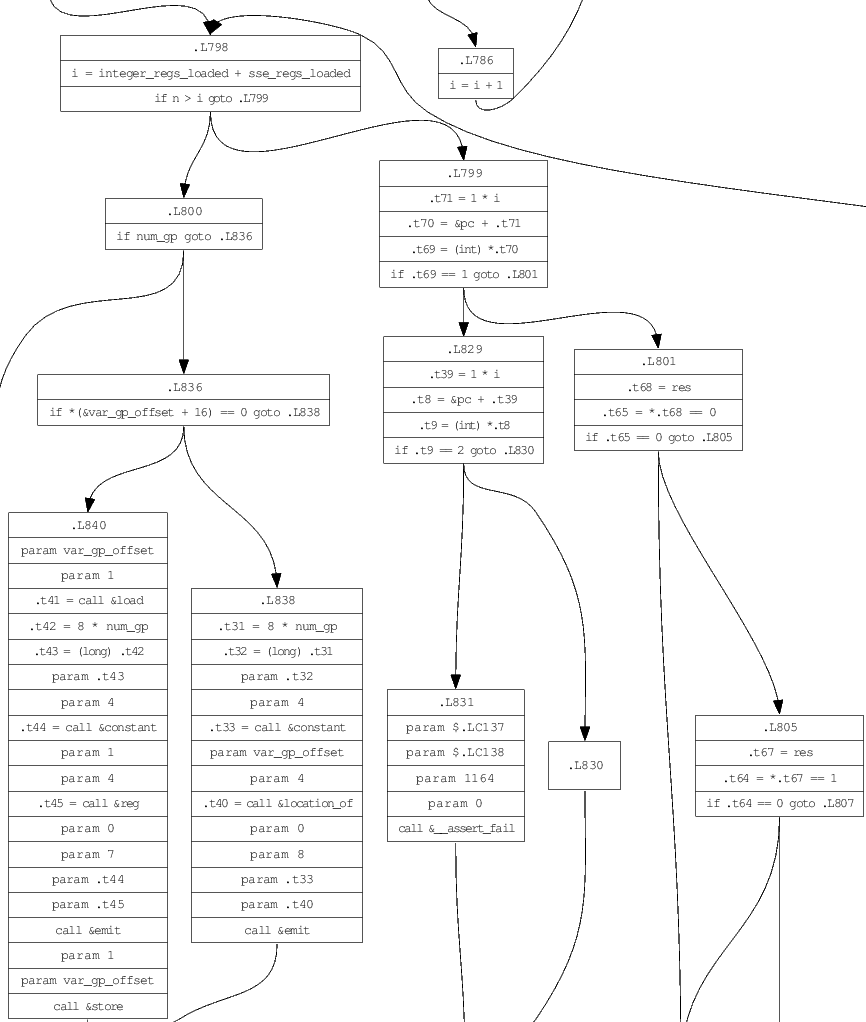 .L798
i = integer_regs_loaded + sse_regs_loaded
if n > i goto .L799
.L786
i = i + 1
.L800
if num_gp goto .L836
.L799
.t71 = 1 * i
.t70 = &pc + .t71
.t69 = (int) *.t70
if .t69 == 1 goto .L801
.L836
if *(&var_gp_offset + 16) == 0 goto .L838
.L829
.t39 = 1 * i
.t8 = &pc + .t39
.t9 = (int) *.t8
if .t9 == 2 goto .L830
.L801
.t68 = res
.t65 = *.t68 == 0
if .t65 == 0 goto .L805
.L840
param var_gp_offset
param 1
.t41 = call &load
.t42 = 8 * num_gp
.t43 = (long) .t42
param .t43
param 4
.t44 = call &constant
param 1
param 4
.t45 = call &reg
param 0
param 7
param .t44
param .t45
call &emit
param 1
param var_gp_offset
call &store
.L838
.t31 = 8 * num_gp
.t32 = (long) .t31
param .t32
param 4
.t33 = call &constant
param var_gp_offset
param 4
.t40 = call &location_of
param 0
param 8
param .t33
param .t40
call &emit
.L831
param $.LC137
param $.LC138
param 1164
param 0
call &__assert_fail
.L830
.L805
.t67 = res
.t64 = *.t67 == 1
if .t64 == 0 goto .L807